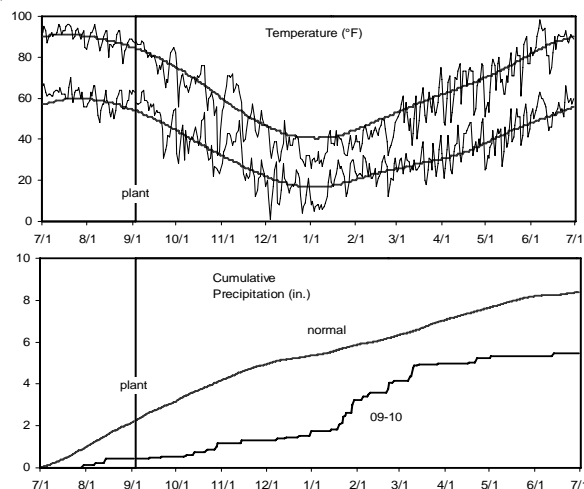 100
Temperature (°F)
80
60
40
20
plant
0
7/1 8/1 9/1 10/1 11/1 12/1 1/1 2/1 3/1 4/1 5/1 6/1 7/1
10
Cumulative
Precipitation (in.)
8
normal
6
4
plant
2
09-10
0
7/1 8/1 9/1 10/1 11/1 12/1 1/1 2/1 3/1 4/1 5/1 6/1 7/1